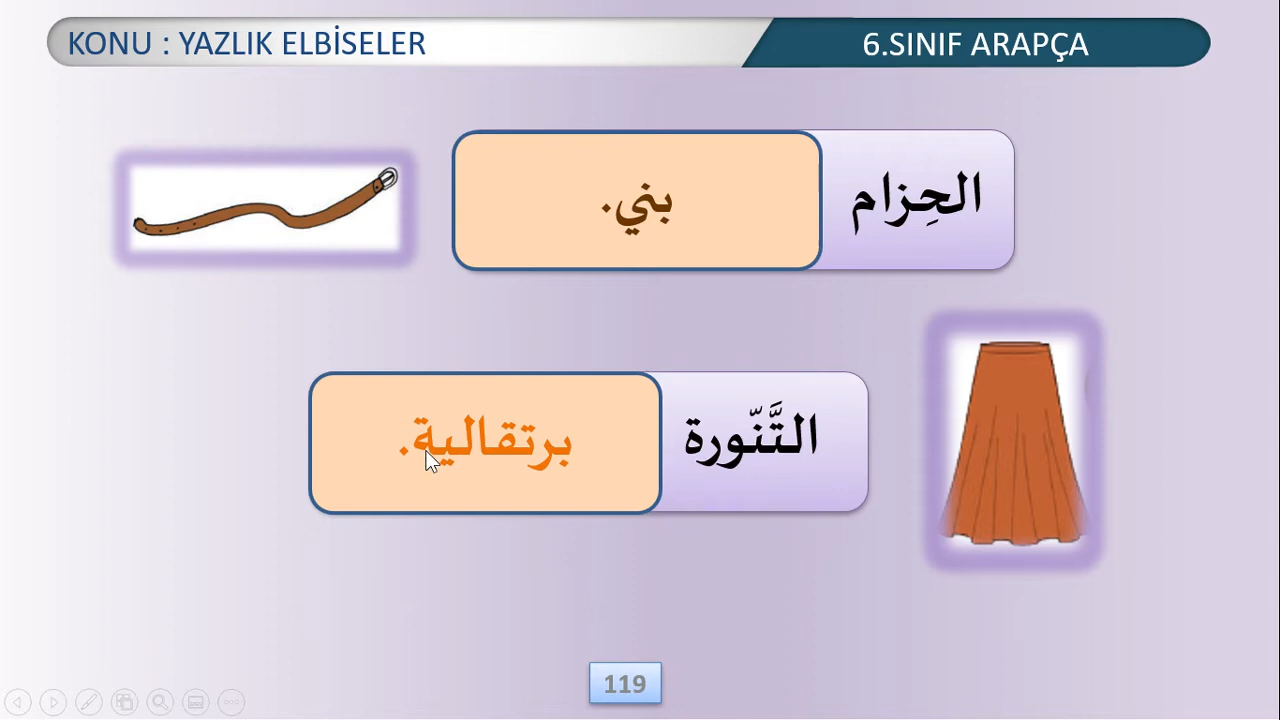 KONU : YAZLIK ELBİSELER
6.SINIF ARAPÇA
الحِزام بني.
التَّنّورة برتقالية.
119